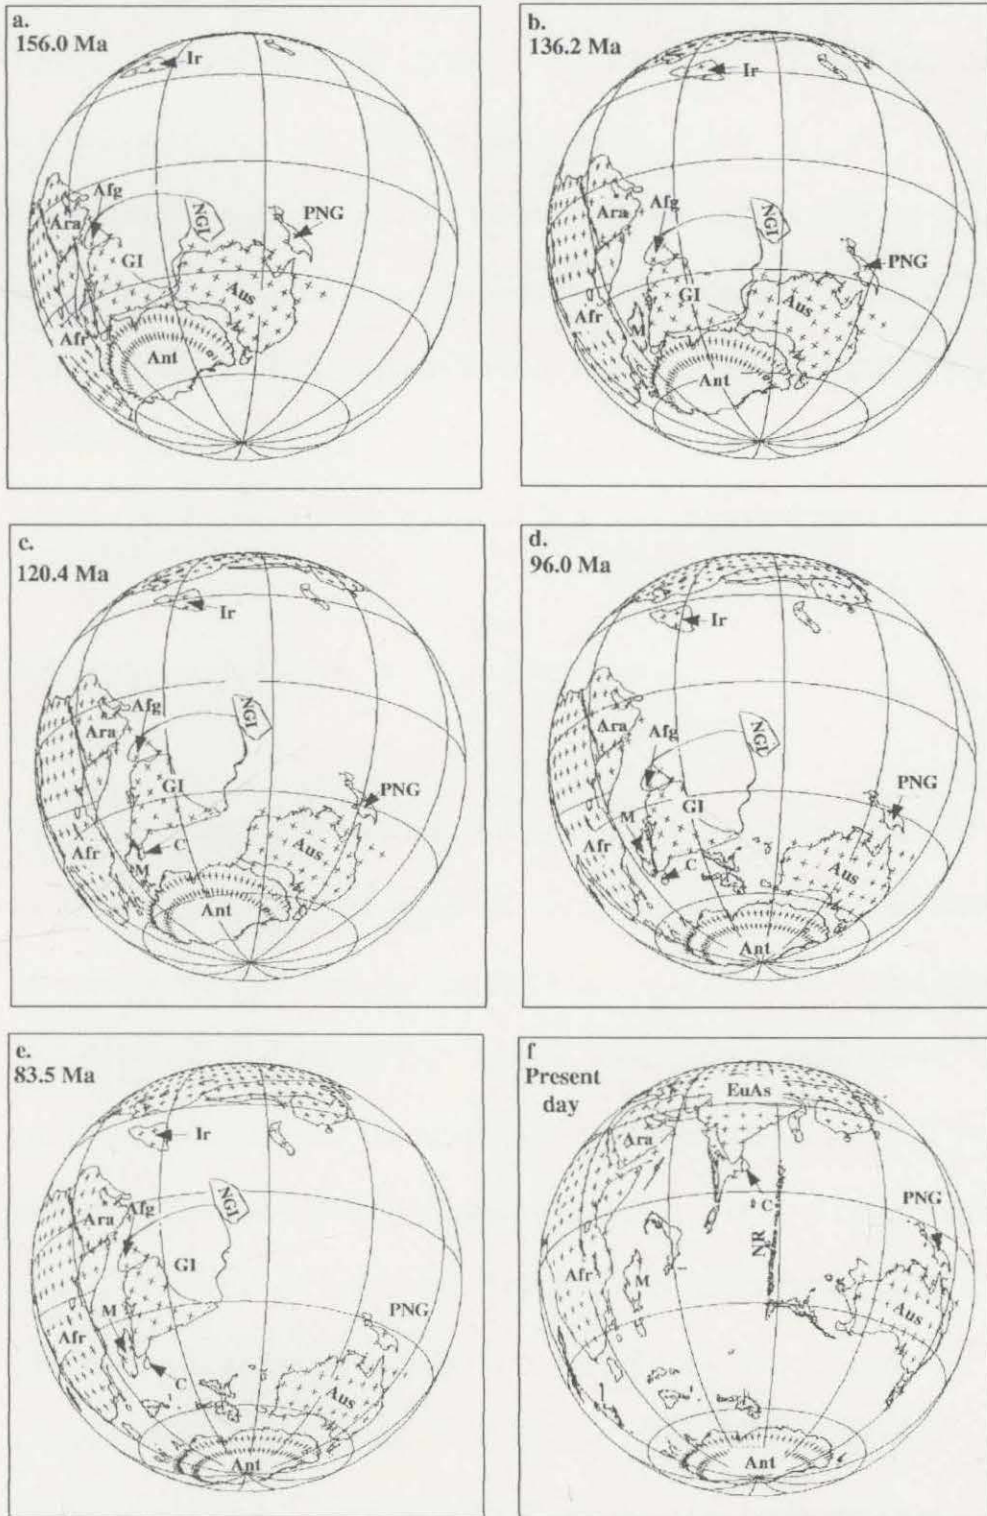 a.
156.0 Ma
Ir
Afg
Ara
NGI
PNG
GI
Aus
Afr
Ant
b.
136.2 Ma
Ir
Afg
Ara
NGI
PNG
GI
Aus
Afr
M
Ant
c.
120.4 Ma
Ir
Afg
Ara
NGI
PNG
GI
Aus
Afr
C
M
Ant
d.
96.0 Ma
Ir
Afg
Ara
NGI
PNG
GI
M
Afr
C
Aus
Ant
e.
83.5 Ma
Ir
Ara
Afg
NGI
GI
M
PNG
Afr
C
Aus
Ant
f
Present
day
EuAs
Ara
C
PNG
NR
Afr
M
Aus
Ant